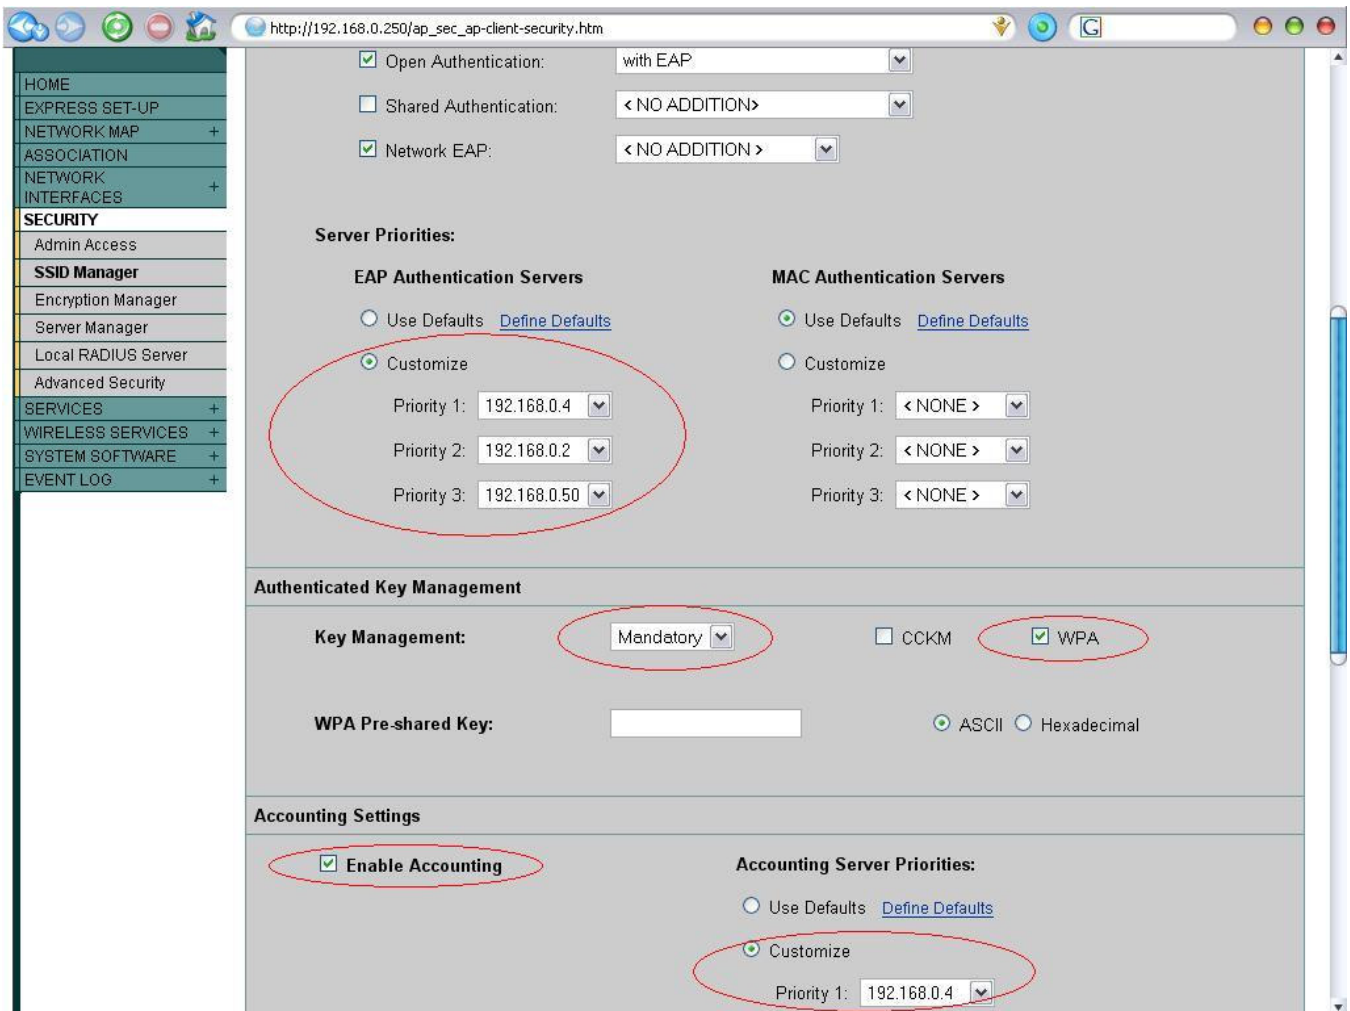 http://192.168.0.250/ap_sec_ap-client-security.htm
G
HOME
EXPRESS SET-UP
NETWORK MAP +
ASSOCIATION
NETWORK
INTERFACES +
SECURITY
Admin Access
SSID Manager
Encryption Manager
Server Manager
Local RADIUS Server
Advanced Security
SERVICES +
WIRELESS SERVICES +
SYSTEM SOFTWARE +
EVENT LOG +
Open Authentication: with EAP
Shared Authentication: < NO ADDITION>
Network EAP: < NO ADDITION >
Server Priorities:
EAP Authentication Servers
Use Defaults Define Defaults
Customize
Priority 1: 192.168.0.4
Priority 2: 192.168.0.2
Priority 3: 192.168.0.50
MAC Authentication Servers
Use Defaults Define Defaults
Customize
Priority 1: < NONE >
Priority 2: < NONE >
Priority 3: < NONE >
Authenticated Key Management
Key Management: Mandatory CCKM WPA
WPA Pre-shared Key: ASCII Hexadecimal
Accounting Settings
Enable Accounting
Accounting Server Priorities:
Use Defaults Define Defaults
Customize
Priority 1: 192.168.0.4